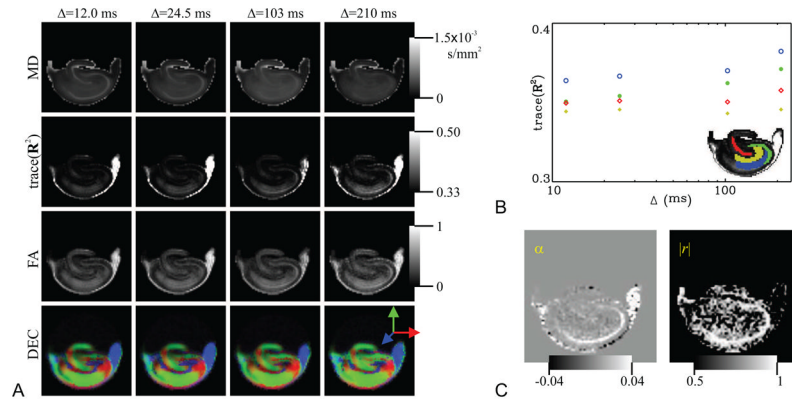 Δ=12.0 ms Δ=24.5 ms Δ=103 ms Δ=210 ms
MD
1.5x10⁻³
s/mm²
0
trace(R²)
0.50
0.33
FA
1
0
DEC
A
0.4
trace(R²)
0.3
10 100
Δ (ms)
B
α
|r|
-0.04 0.04
0.5 1
C